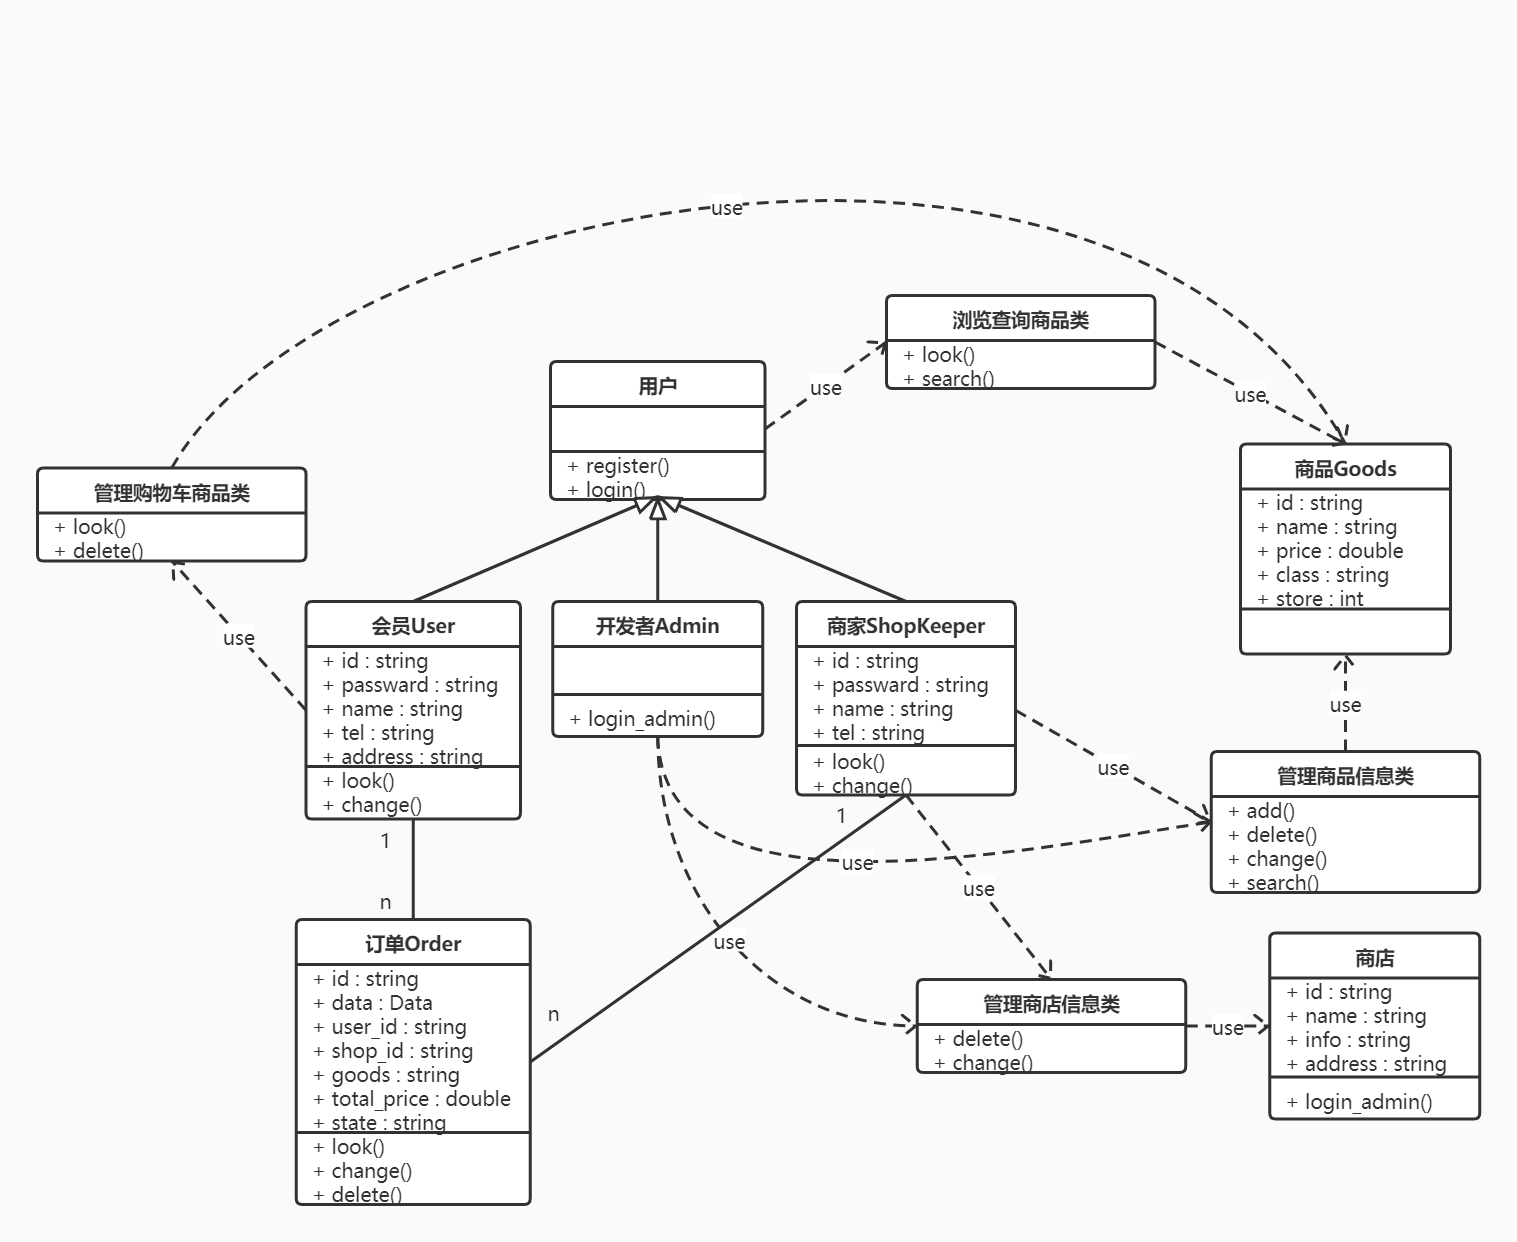 use
浏览查询商品类
+ look()
+ search()
use
use
用户
+ register()
+ login()
管理购物车商品类
+ look()
+ delete()
商品Goods
+ id : string
+ name : string
+ price : double
+ class : string
+ store : int
use
会员User
+ id : string
+ passward : string
+ name : string
+ tel : string
+ address : string
+ look()
+ change()
开发者Admin
+ login_admin()
商家ShopKeeper
+ id : string
+ passward : string
+ name : string
+ tel : string
+ look()
+ change()
use
use
管理商品信息类
+ add()
+ delete()
+ change()
+ search()
1
1
use
use
n
use
订单Order
+ id : string
+ data : Data
+ user_id : string
+ shop_id : string
+ goods : string
+ total_price : double
+ state : string
+ look()
+ change()
+ delete()
n
管理商店信息类
+ delete()
+ change()
use
商店
+ id : string
+ name : string
+ info : string
+ address : string
+ login_admin()